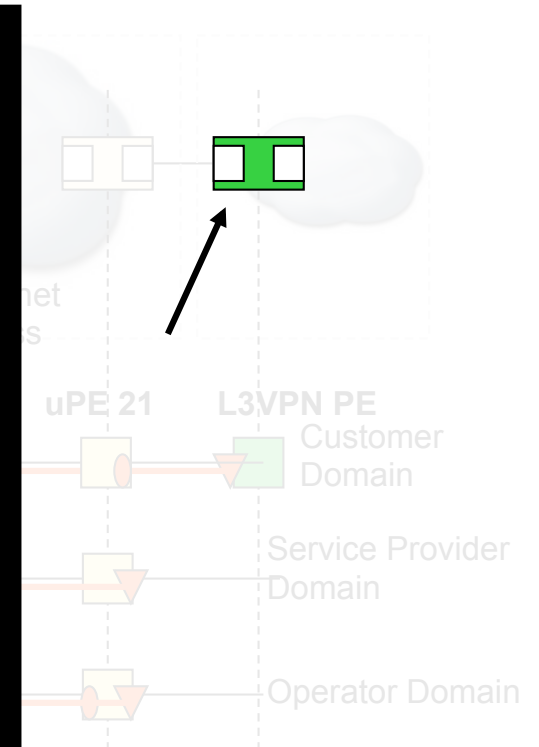 net
s
uPE 21
L3VPN PE
Customer
Domain
Service Provider
Domain
Operator Domain